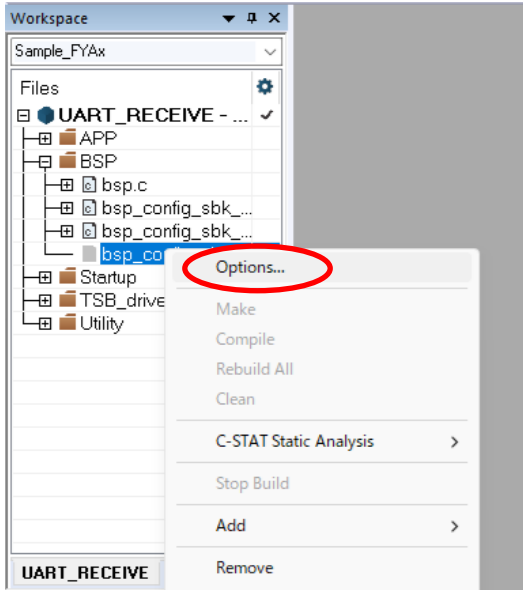 Workspace
Sample_FYAx
Files
UART_RECEIVE - ...
APP
BSP
bsp.c
bsp_config_sbk_...
bsp_config_sbk_...
bsp_co
Startup
TSB_drive
Utility
Options...
Make
Compile
Rebuild All
Clean
C-STAT Static Analysis
Stop Build
Add
Remove
UART_RECEIVE